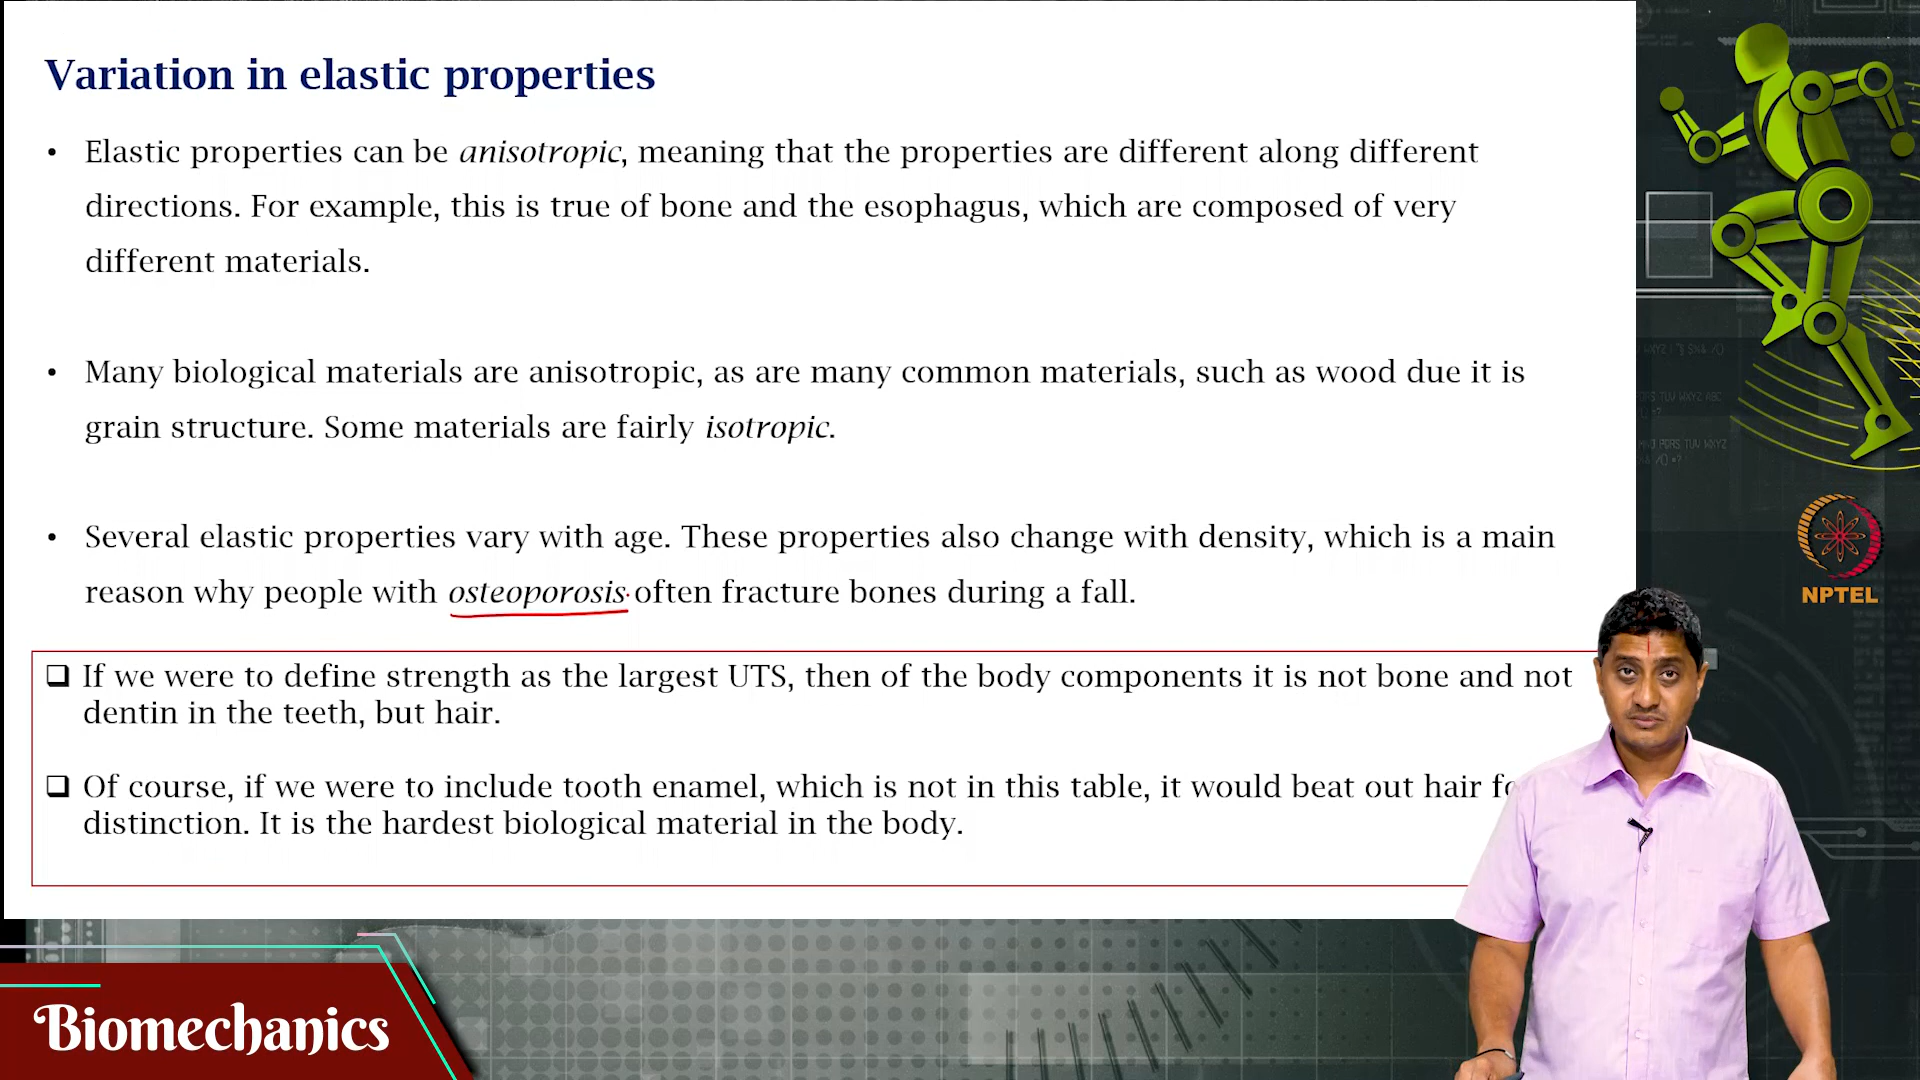 Variation in elastic properties
• Elastic properties can be anisotropic, meaning that the properties are different along different
directions. For example, this is true of bone and the esophagus, which are composed of very
different materials.
• Many biological materials are anisotropic, as are many common materials, such as wood due it is
grain structure. Some materials are fairly isotropic.
• Several elastic properties vary with age. These properties also change with density, which is a main
reason why people with osteoporosis often fracture bones during a fall.
❑ If we were to define strength as the largest UTS, then of the body components it is not bone and not
dentin in the teeth, but hair.
❑ Of course, if we were to include tooth enamel, which is not in this table, it would beat out hair
distinction. It is the hardest biological material in the body.
NPTEL
Biomechanics